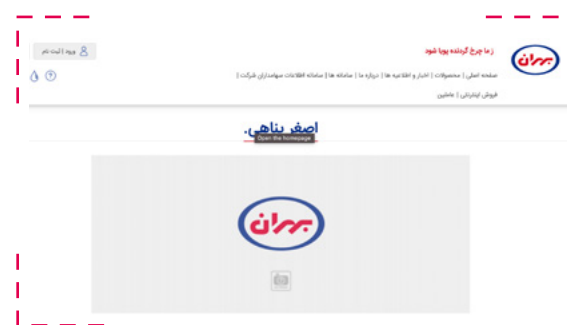 ورود | ثبت نام
ز ما چرخ گردنده پویا شود
بهران
صفحه اصلی | محصولات | اخبار و اطلاعیه ها | درباره ما | سامانه ها | سامانه اطلاعات سهامداران شرکت |
فروش اینترنتی | عاملین
اصغر پناهی.
Open the homepage
بهران